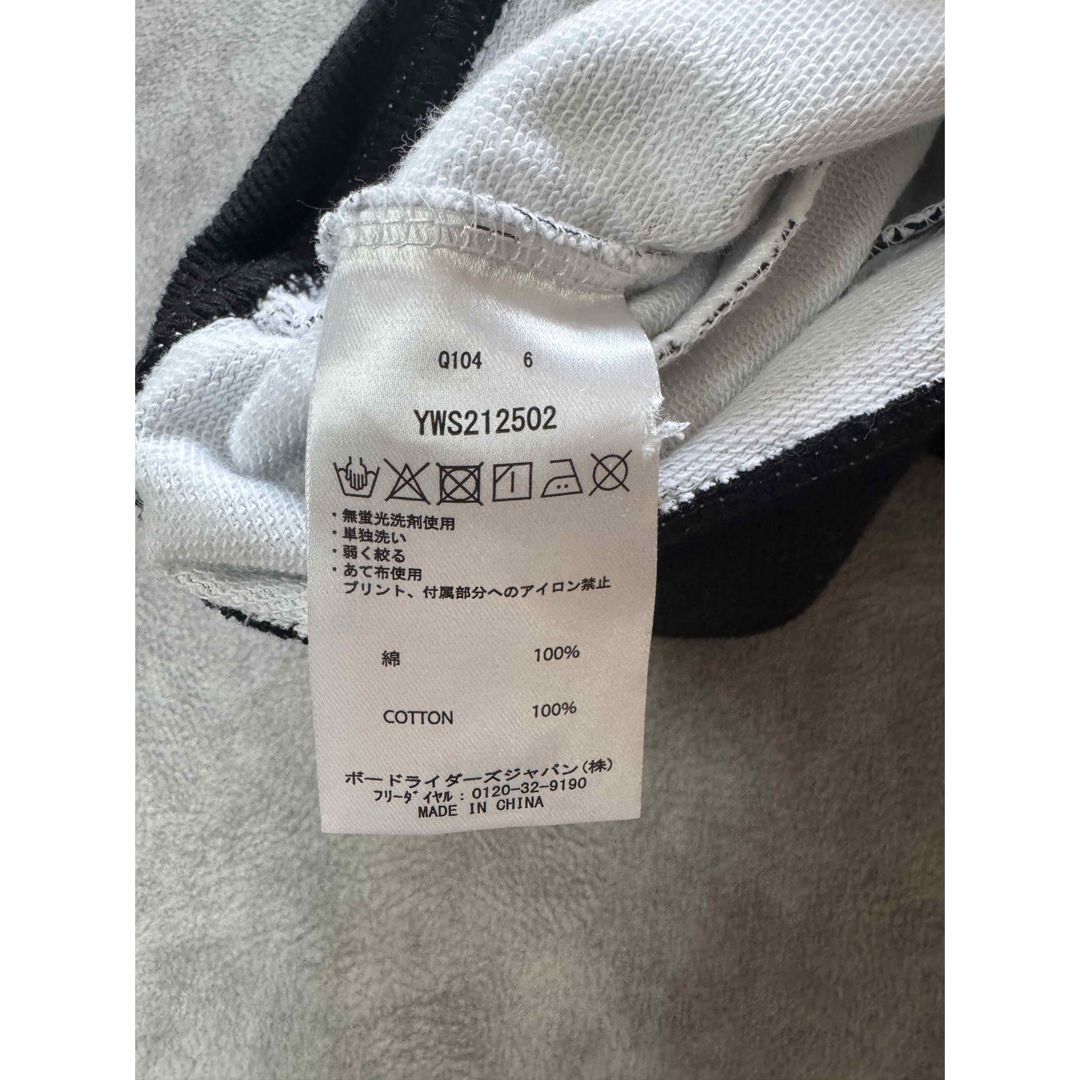 Q104 6
YWS212502
・無蛍光洗剤使用
・単独洗い
・弱く絞る
・あて布使用
プリント、付属部分へのアイロン禁止
綿 100%
COTTON 100%
ボードライダーズジャパン(株)
フリーダイヤル:0120-32-9190
MADE IN CHINA